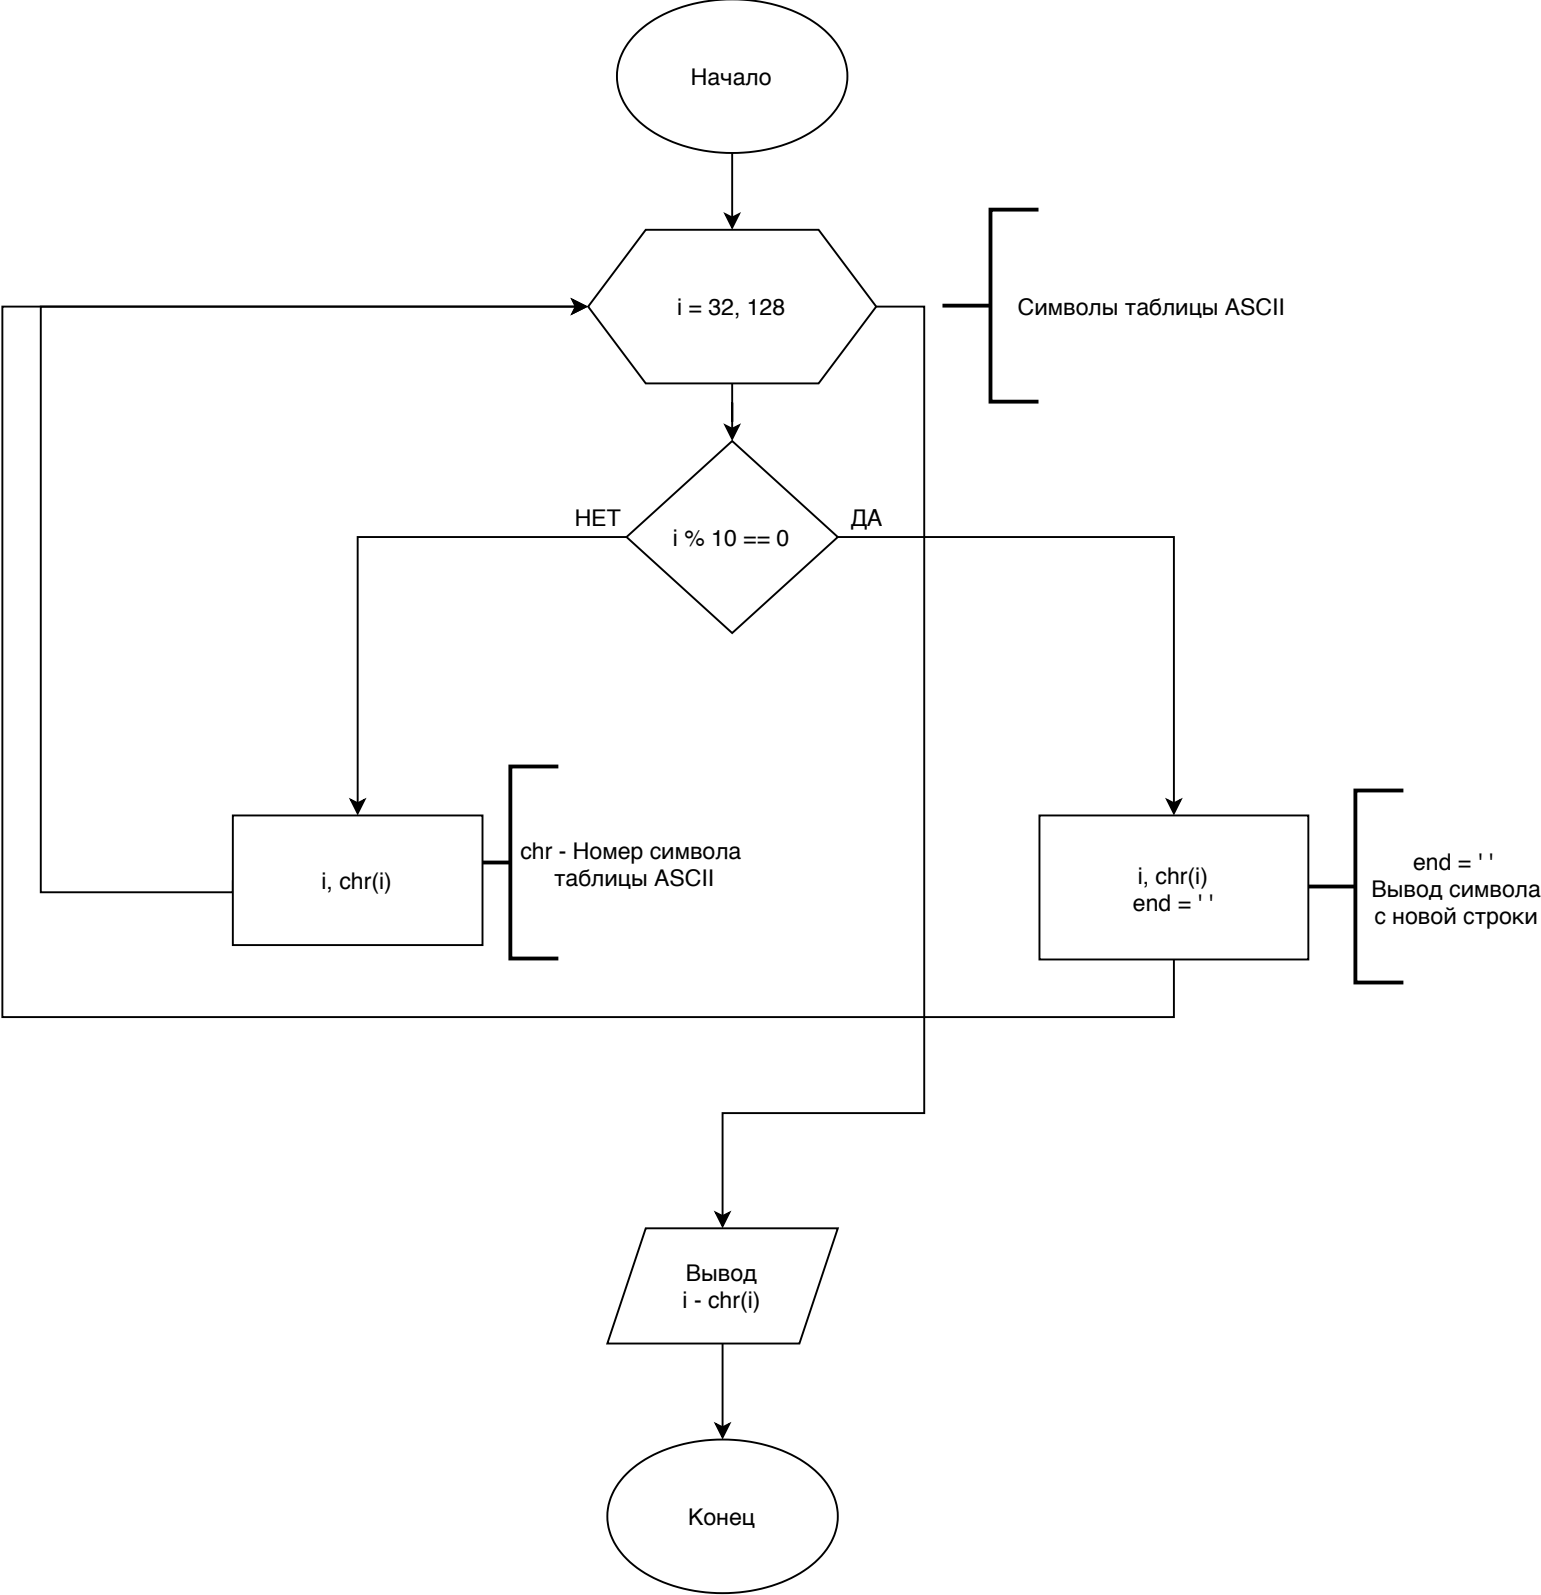 Начало
i = 32, 128
Символы таблицы ASCII
НЕТ
ДА
i % 10 == 0
chr - Номер символа
таблицы ASCII
i, chr(i)
i, chr(i)
end = ' '
end = ' '
Вывод символа
с новой строки
Вывод
i - chr(i)
Конец